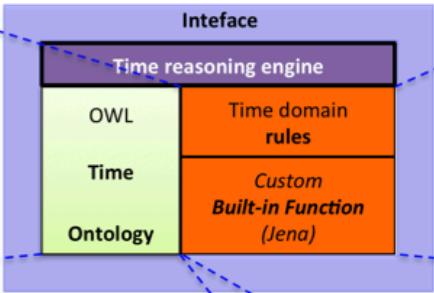 Inteface
Time reasoning engine
OWL
Time
Ontology
Time domain
rules
Custom
Built-in Function
(Jena)